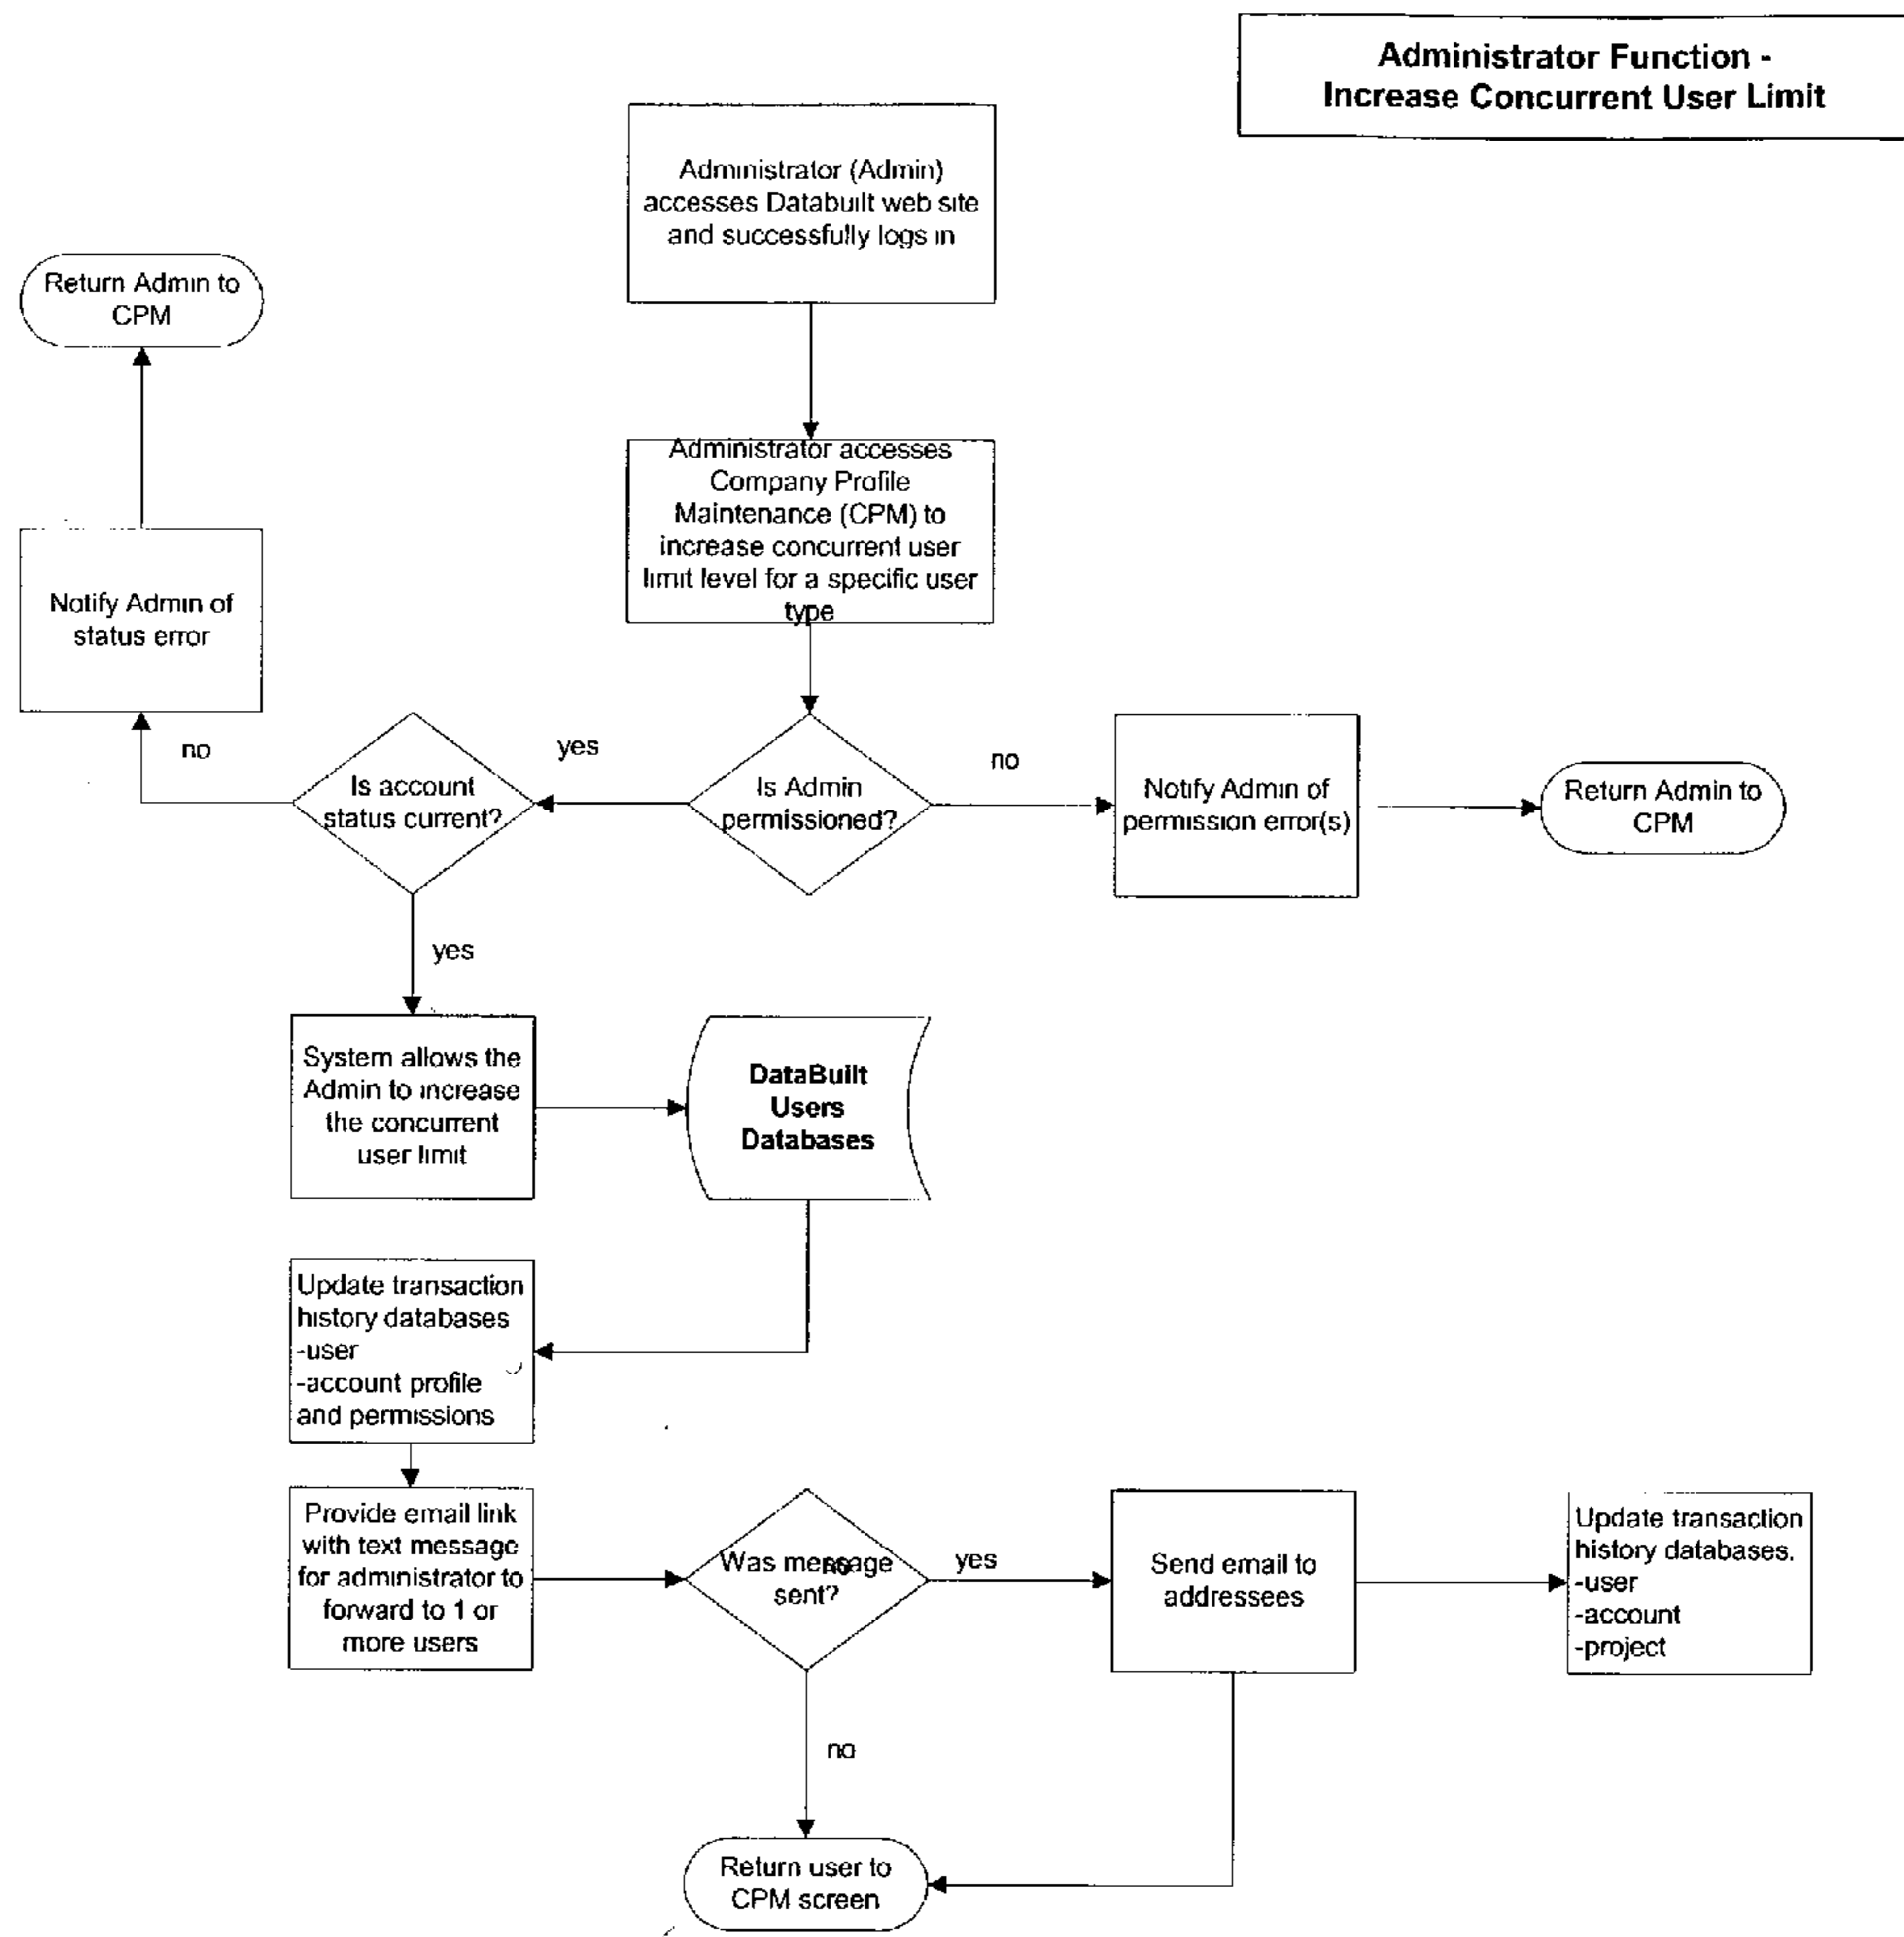 Administrator Function -
Increase Concurrent User Limit
Administrator (Admin)
accesses Databuilt web site
and successfully logs in
Return Admin to
CPM
Administrator accesses
Company Profile
Maintenance (CPM) to
increase concurrent user
limit level for a specific user
type
Notify Admin of
status error
no
Is account
status current?
yes
Is Admin
permissioned?
no
Notify Admin of
permission error(s)
Return Admin to
CPM
yes
System allows the
Admin to increase
the concurrent
user limit
DataBuilt
Users
Databases
Update transaction
history databases
-user
-account profile
and permissions
Provide email link
with text message
for administrator to
forward to 1 or
more users
Was message
no
sent?
yes
Send email to
addressees
Update transaction
history databases.
-user
-account
-project
no
Return user to
CPM screen